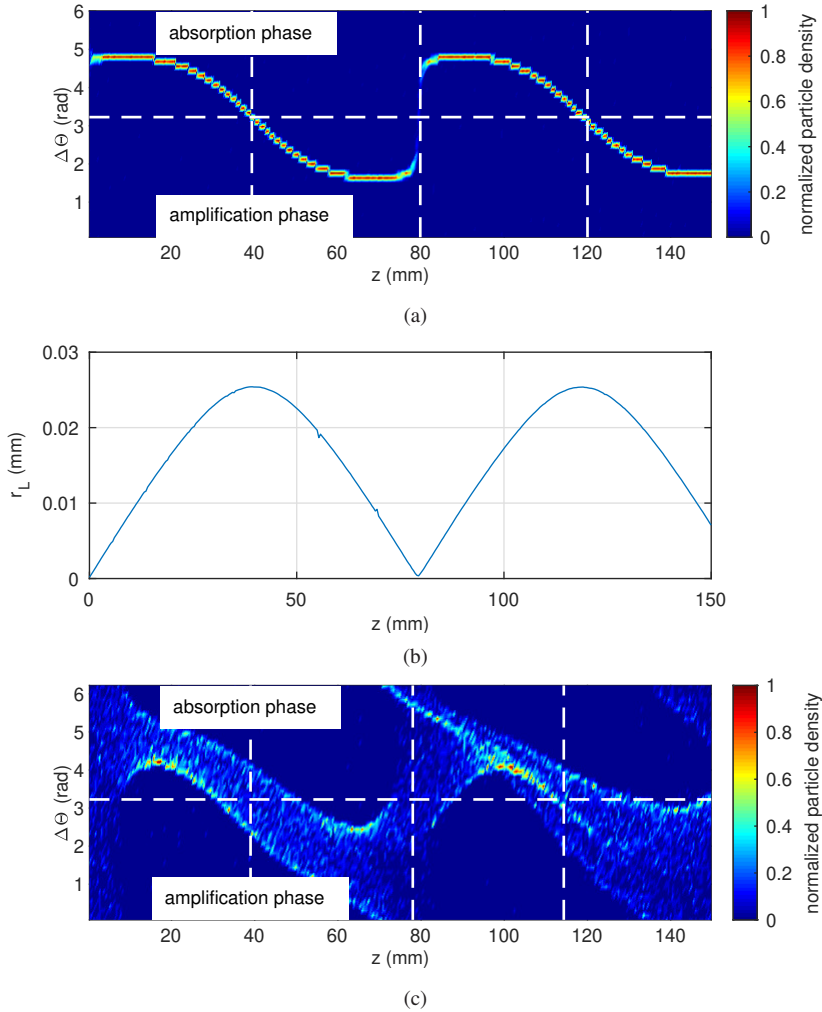 6
5
4
3
2
1
ΔΘ (rad)
absorption phase
amplification phase
20 40 60 80 100 120 140
z (mm)
1
0.8
0.6
0.4
0.2
0
normalized particle density
(a)
0.03
0.02
0.01
0
r_L (mm)
0 50 100 150
z (mm)
(b)
6
5
4
3
2
1
ΔΘ (rad)
absorption phase
amplification phase
20 40 60 80 100 120 140
z (mm)
1
0.8
0.6
0.4
0.2
0
normalized particle density
(c)